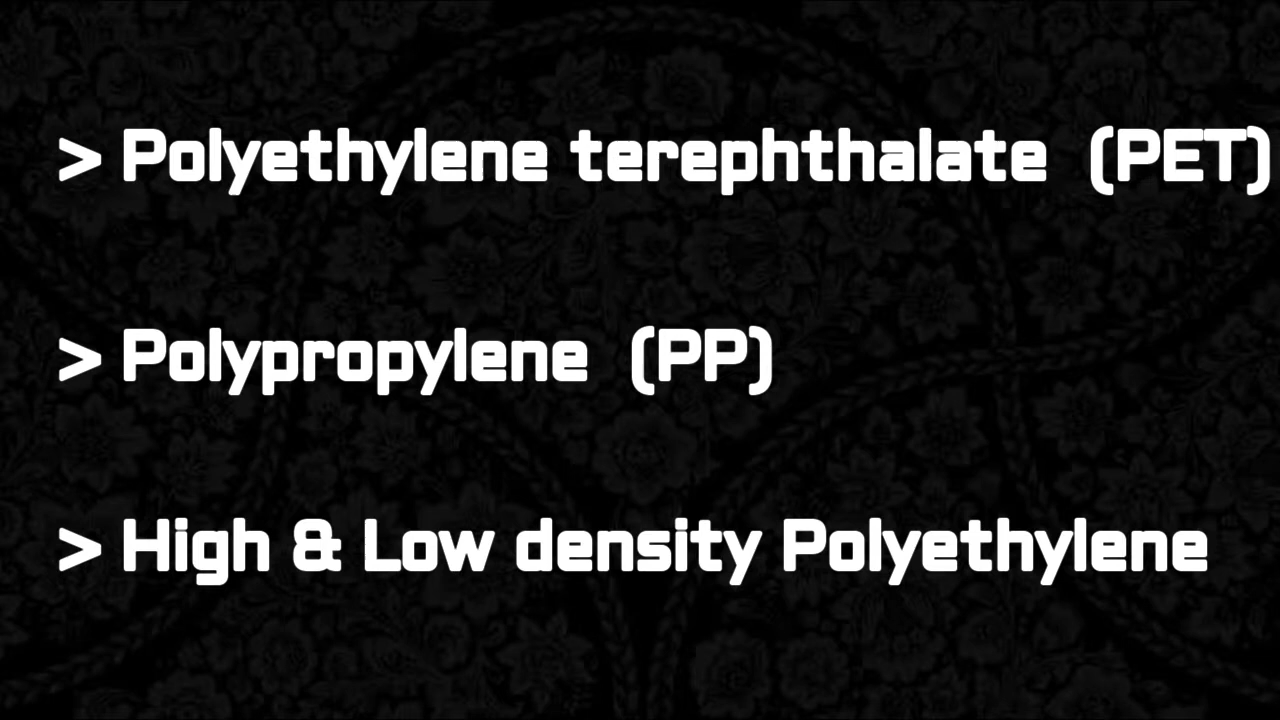 > Polyethylene terephthalate (PET)
> Polypropylene (PP)
> High & Low density Polyethylene